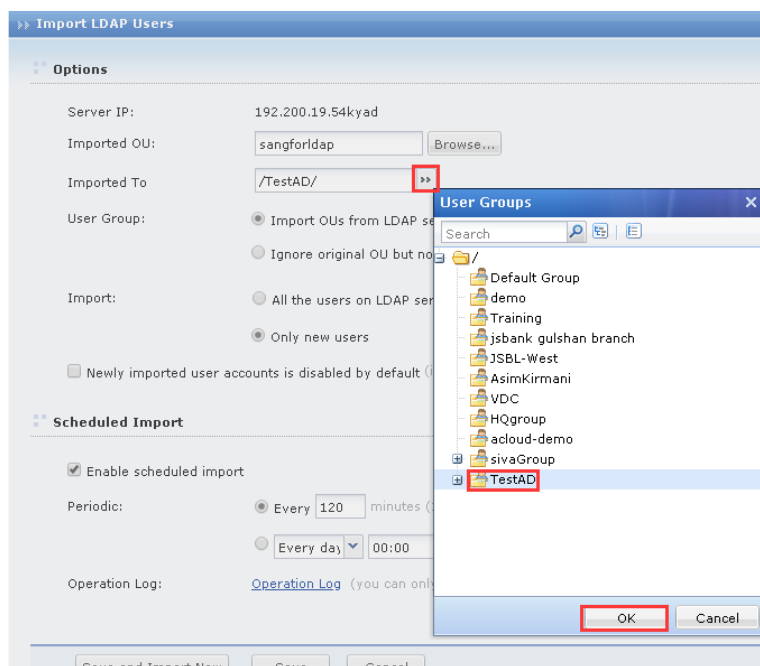 Import LDAP Users
Options
Server IP: 192.200.19.54kyad
Imported OU: sangforldap Browse...
Imported To /TestAD/
User Group: Import OUs from LDAP se
Ignore original OU but no
Import: All the users on LDAP ser
Only new users
Newly imported user accounts is disabled by default (i
Scheduled Import
Enable scheduled import
Periodic: Every 120 minutes (
Every day 00:00
Operation Log: Operation Log (you can only
Save and Import Now Save Cancel
User Groups
Search
/
Default Group
demo
Training
jsbank gulshan branch
JSBL-West
AsimKirmani
VDC
HQgroup
acloud-demo
sivaGroup
TestAD
OK Cancel